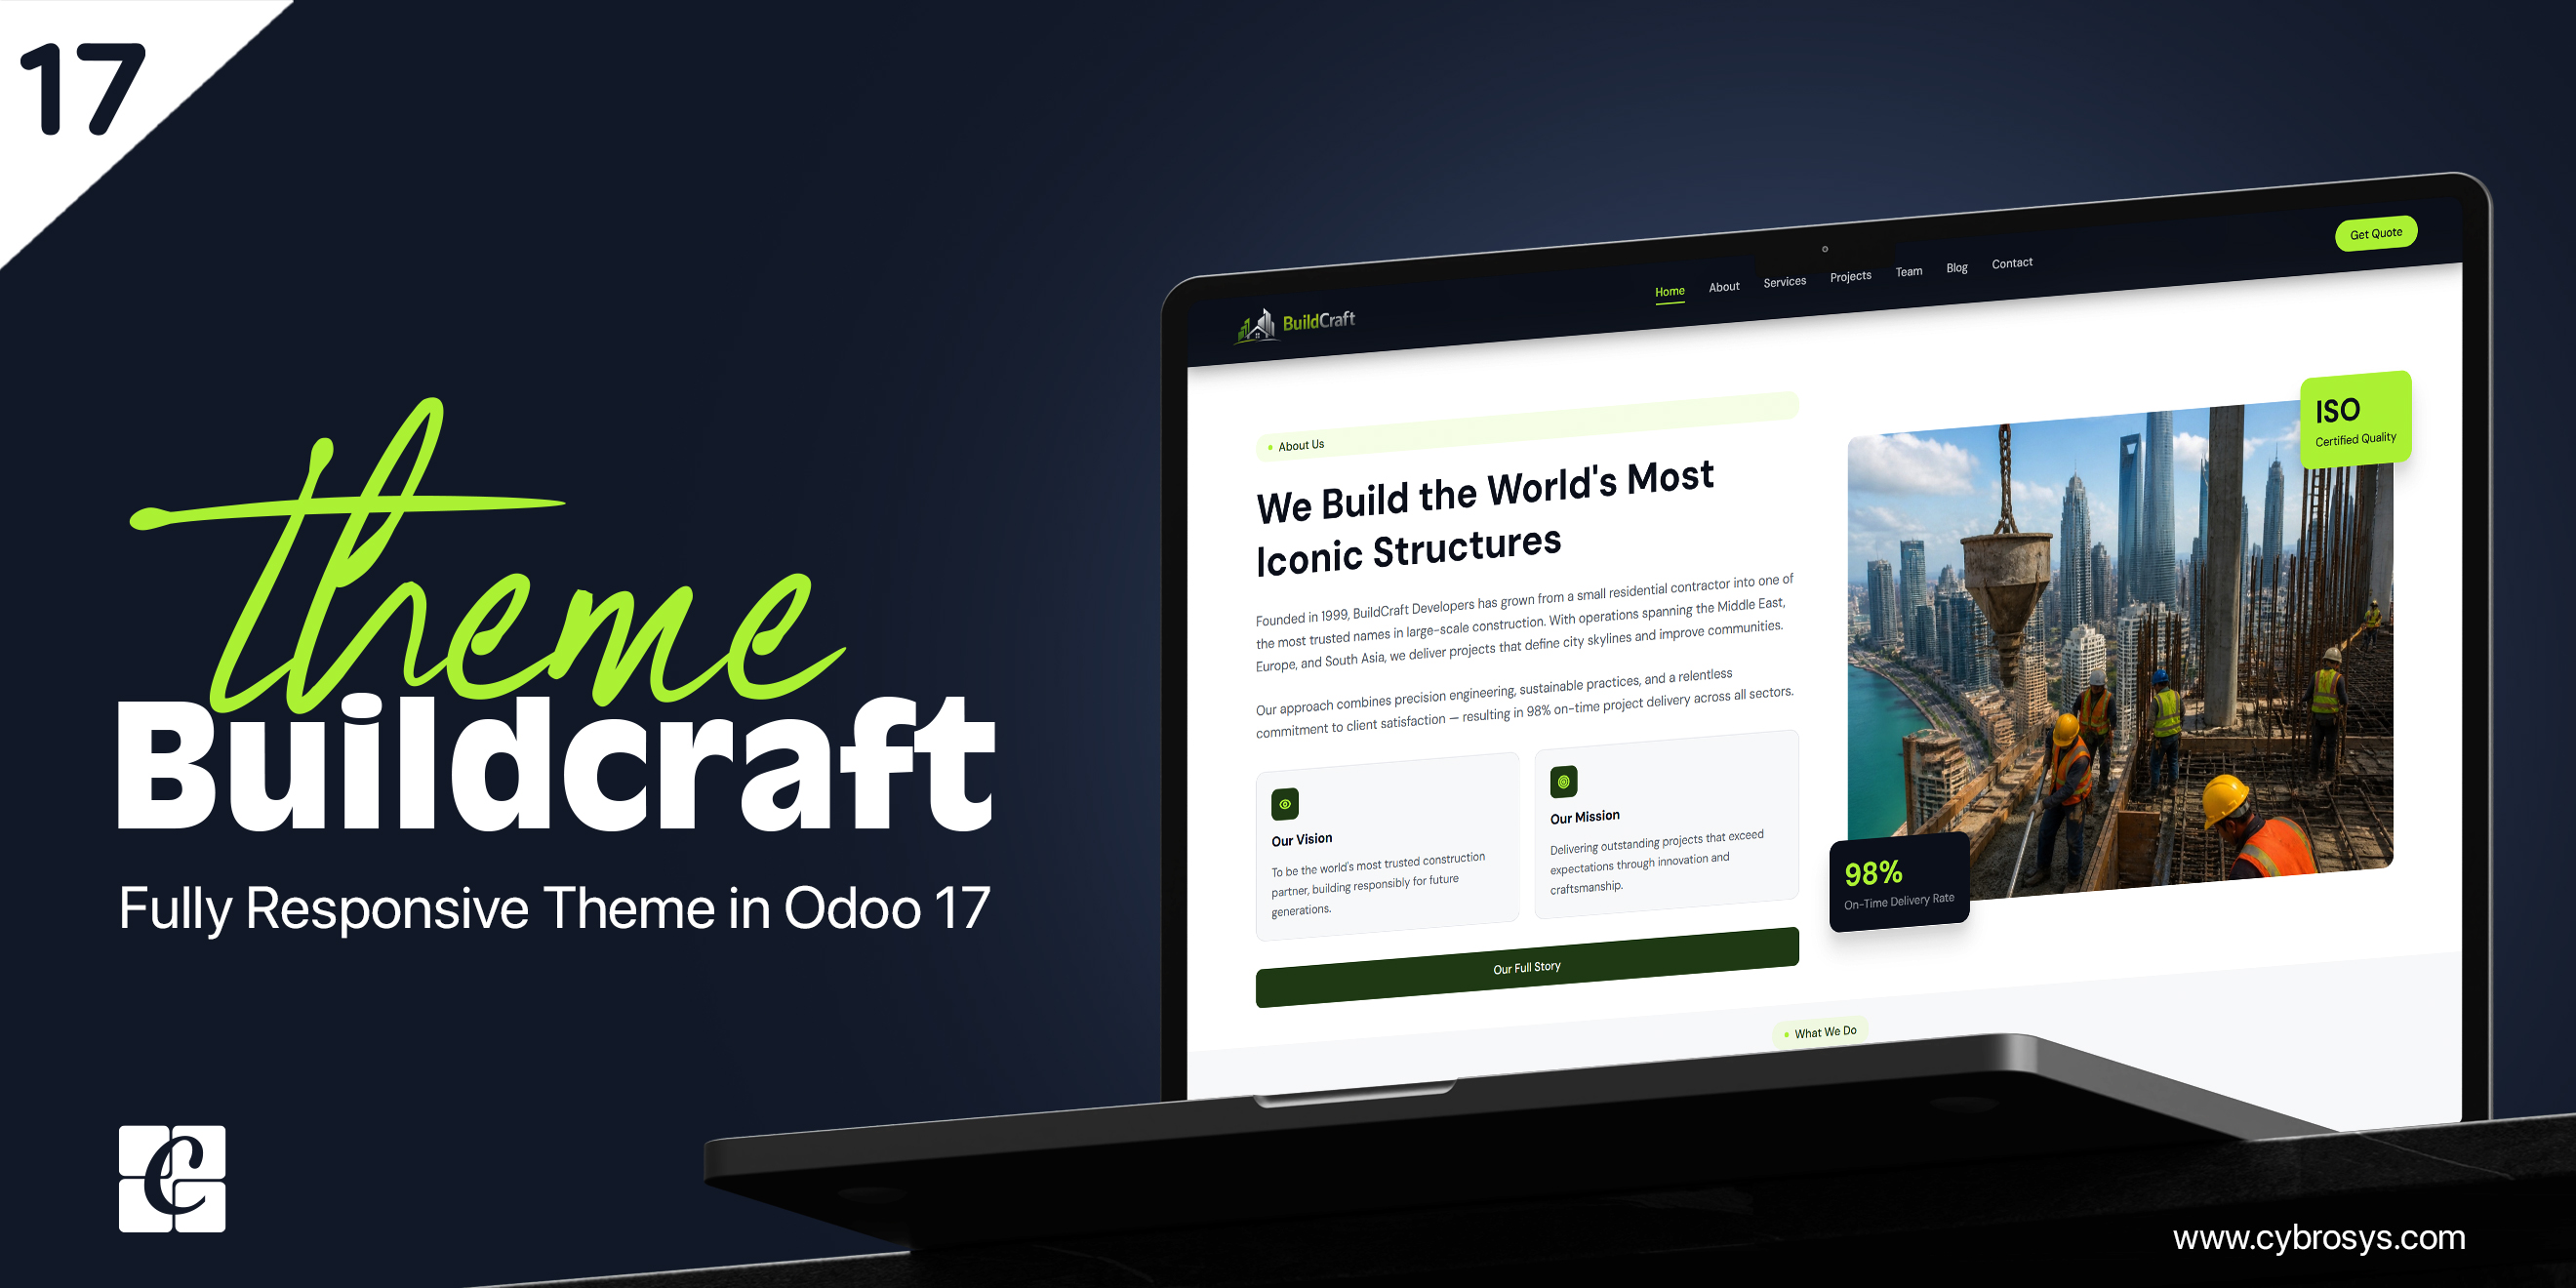 17
theme
Buildcraft
Fully Responsive Theme in Odoo 17
C
www.cybrosys.com
BuildCraft
Home About Services Projects Team Blog Contact
Get Quote
About Us
We Build the World's Most
Iconic Structures
Founded in 1999, BuildCraft Developers has grown from a small residential contractor into one of
the most trusted names in large-scale construction. With operations spanning the Middle East,
Europe, and South Asia, we deliver projects that define city skylines and improve communities.
Our approach combines precision engineering, sustainable practices, and a relentless
commitment to client satisfaction — resulting in 98% on-time project delivery across all sectors.
Our Vision
To be the world's most trusted construction
partner, building responsibly for future
generations.
Our Mission
Delivering outstanding projects that exceed
expectations through innovation and
craftsmanship.
Our Full Story
ISO
Certified Quality
98%
On-Time Delivery Rate
What We Do